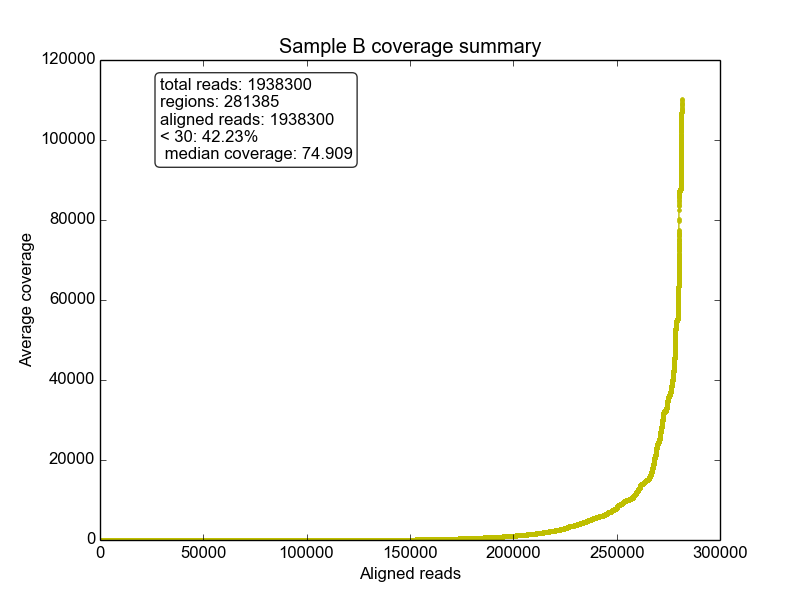 Sample B coverage summary
120000
100000
80000
60000
40000
20000
0
total reads: 1938300
regions: 281385
aligned reads: 1938300
< 30: 42.23%
median coverage: 74.909
Average coverage
0 50000 100000 150000 200000 250000 300000
Aligned reads